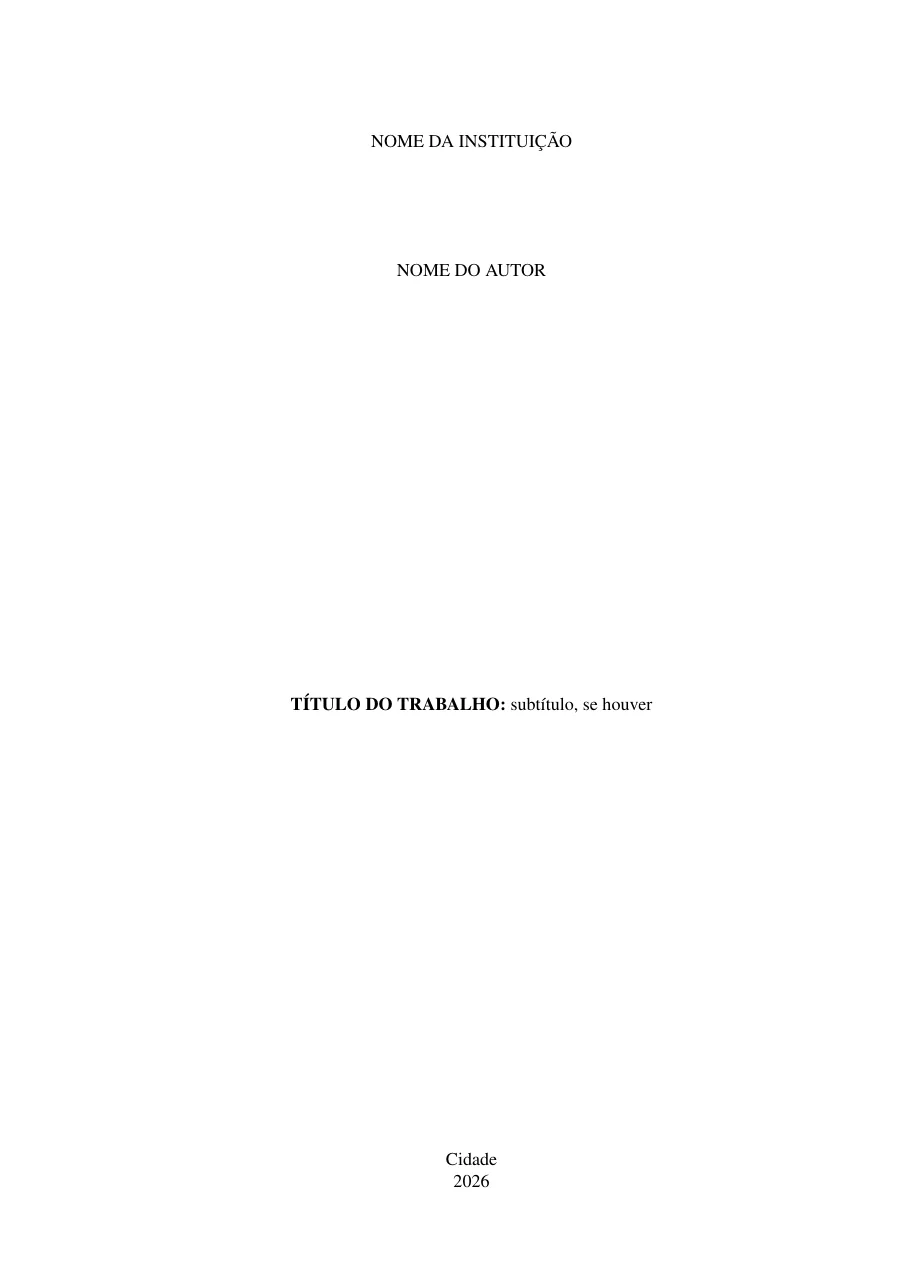 NOME DA INSTITUIÇÃO
NOME DO AUTOR
TÍTULO DO TRABALHO: subtítulo, se houver
Cidade
2026